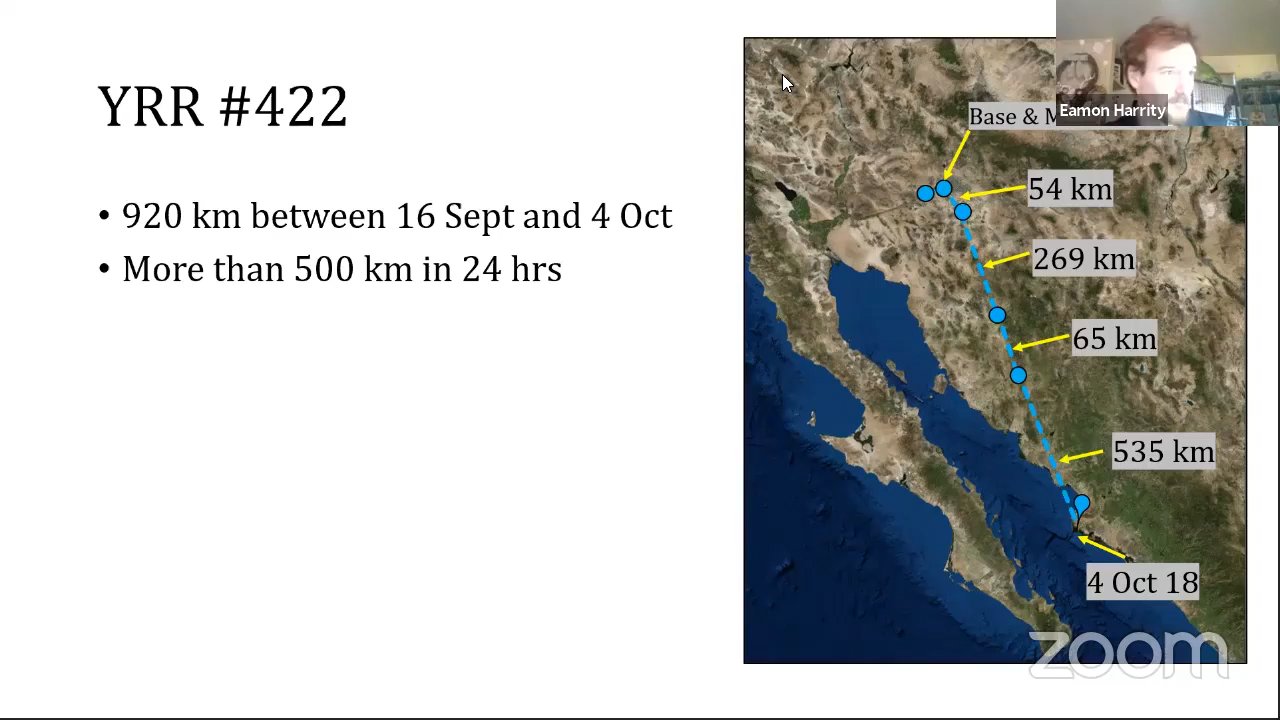 YRR #422
• 920 km between 16 Sept and 4 Oct
• More than 500 km in 24 hrs
Eamon Harrity
Base & M
54 km
269 km
65 km
535 km
4 Oct 18
zoom